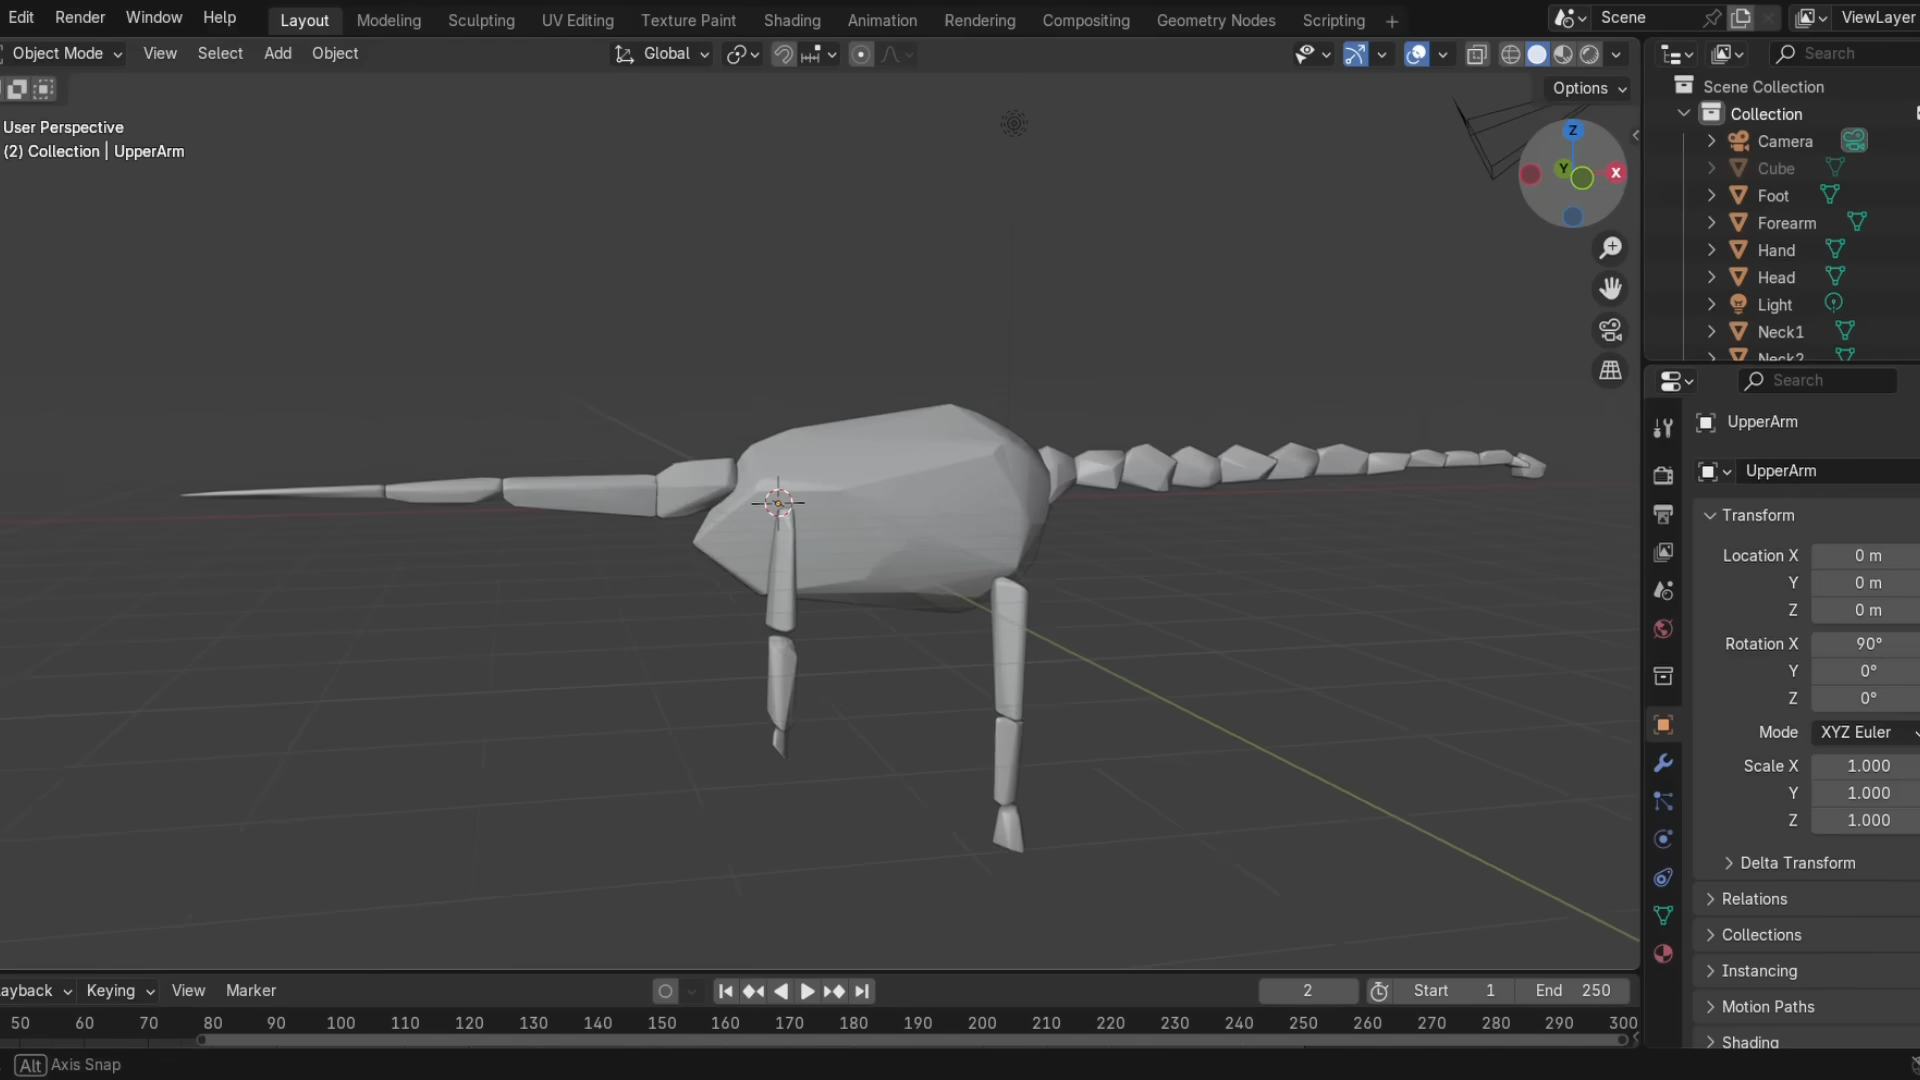 Edit Render Window Help Layout Modeling Sculpting UV Editing Texture Paint Shading Animation Rendering Compositing Geometry Nodes Scripting + Scene ViewLayer
Object Mode View Select Add Object Global Search
Options
User Perspective
(2) Collection | UpperArm
Z
Y
X
Scene Collection
Collection
Camera
Cube
Foot
Forearm
Hand
Head
Light
Neck1
Neck2
Search
UpperArm
UpperArm
Transform
Location X 0 m
Y 0 m
Z 0 m
Rotation X 90°
Y 0°
Z 0°
Mode XYZ Euler
Scale X 1.000
Y 1.000
Z 1.000
Delta Transform
Relations
Collections
Instancing
Motion Paths
Shading
ayback Keying View Marker 2 Start 1 End 250
50 60 70 80 90 100 110 120 130 140 150 160 170 180 190 200 210 220 230 240 250 260 270 280 290 300
Alt Axis Snap